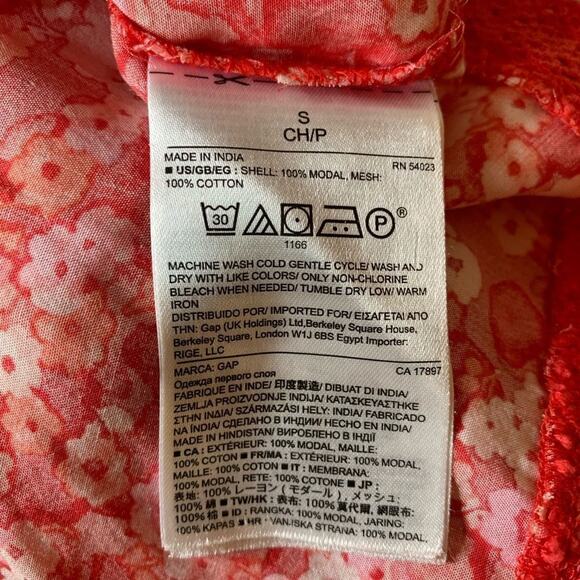 S
CH/P
MADE IN INDIA RN 54023
■ US/GB/EG : SHELL: 100% MODAL, MESH:
100% COTTON
30 P ®
1166
MACHINE WASH COLD GENTLE CYCLE/ WASH AND
DRY WITH LIKE COLORS/ ONLY NON-CHLORINE
BLEACH WHEN NEEDED/ TUMBLE DRY LOW/ WARM
IRON
DISTRIBUIDO POR/ IMPORTED FOR/ ΕΙΣΑΓΕΤΑΙ ΑΠΟ
ΤΗΝ: Gap (UK Holdings) Ltd,Berkeley Square House,
Berkeley Square, London W1J 6BS Egypt Importer:
RIGE, LLC
MARCA: GAP CA 17897
Одежда первого слоя
FABRIQUE EN INDE/ 印度製造/ DIBUAT DI INDIA/
ZEMLJA PROIZVODNJE INDIJA/ ΚΑΤΑΣΚΕΥΑΣΤΗΚΕ
ΣΤΗΝ ΙΝΔΙΑ/ SZÁRMAZÁSI HELY: INDIA/ FABRICADO
NA ÍNDIA/ СДЕЛАНО В ИНДИИ/ HECHO EN INDIA/
MADE IN HINDISTAN/ ВИРОБЛЕНО В ІНДІЇ
■ CA : EXTÉRIEUR: 100% MODAL, MAILLE:
100% COTON ■ FR/MA : EXTÉRIEUR: 100% MODAL,
MAILLE: 100% COTON ■ IT : MEMBRANA:
100% MODAL, RETE: 100% COTONE ■ JP :
表地: 100% レーヨン ( モダール ) , メッシュ:
100% 綿 ■ TW/HK : 表布: 100% 莫代爾, 網眼布:
100% 棉 ■ ID : RANGKA: 100% MODAL, JARING:
100% KAPAS ■ HR : VANJSKA STRANA: 100% MODAL,